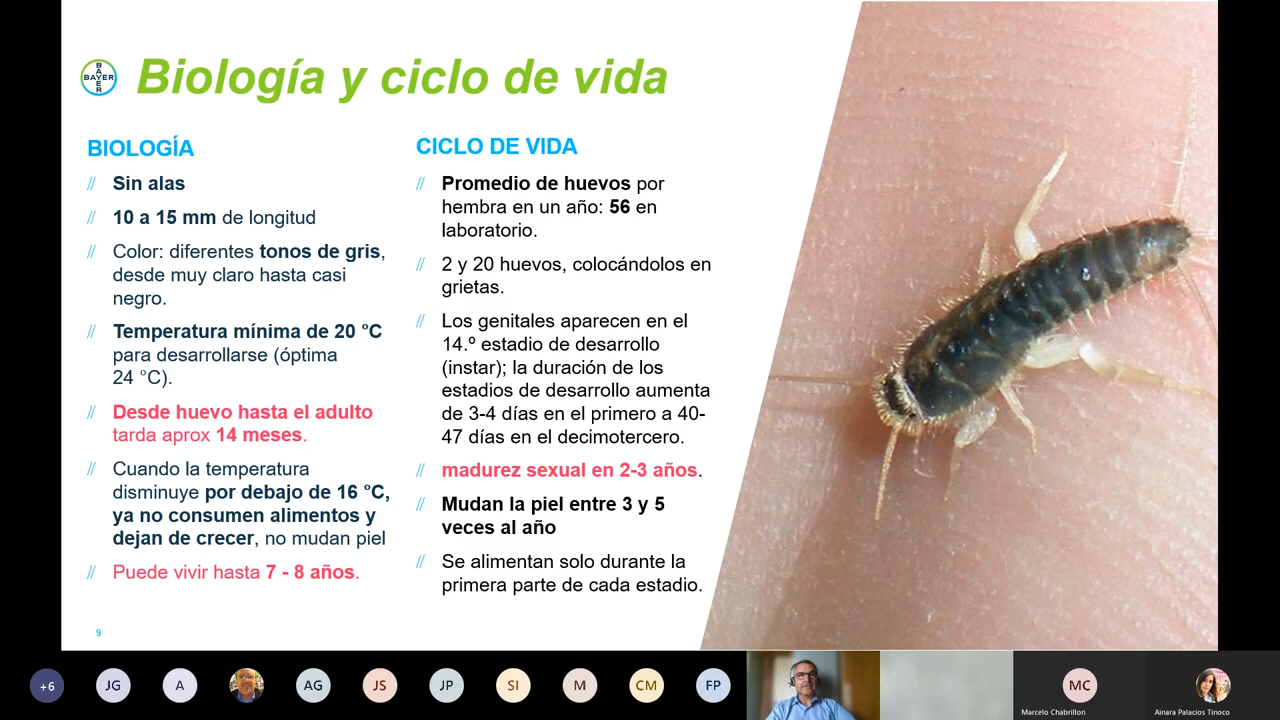 BAYER
BAYER
Biología y ciclo de vida
BIOLOGÍA
// Sin alas
// 10 a 15 mm de longitud
// Color: diferentes tonos de gris,
desde muy claro hasta casi
negro.
// Temperatura mínima de 20 °C
para desarrollarse (óptima
24 °C).
// Desde huevo hasta el adulto
tarda aprox 14 meses.
// Cuando la temperatura
disminuye por debajo de 16 °C,
ya no consumen alimentos y
dejan de crecer, no mudan piel
// Puede vivir hasta 7 - 8 años.
CICLO DE VIDA
// Promedio de huevos por
hembra en un año: 56 en
laboratorio.
// 2 y 20 huevos, colocándolos en
grietas.
// Los genitales aparecen en el
14.º estadio de desarrollo
(instar); la duración de los
estadios de desarrollo aumenta
de 3-4 días en el primero a 40-
47 días en el decimotercero.
// madurez sexual en 2-3 años.
// Mudan la piel entre 3 y 5
veces al año
// Se alimentan solo durante la
primera parte de cada estadio.
9
+6
JG
A
AG
JS
JP
SI
M
CM
FP
MC
Marcelo Chabrillon
Ainara Palacios Tinoco